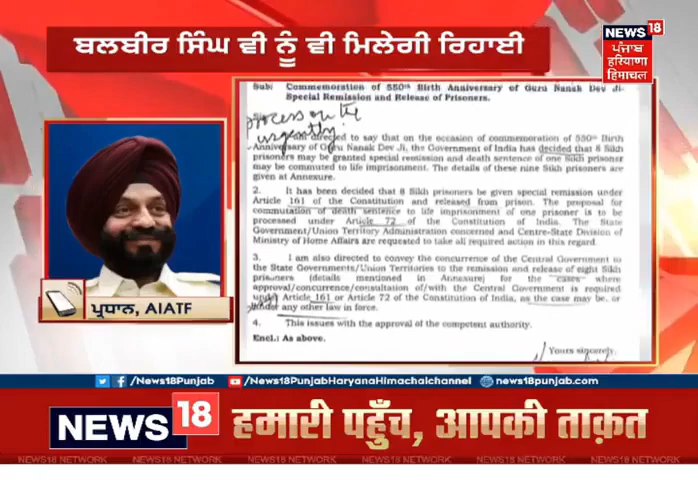 ਬਲਬੀਰ ਸਿੰਘ ਵੀ ਨੂੰ ਵੀ ਮਿਲੇਗੀ ਰਿਹਾਈ
NEWS18
ਪੰਜਾਬ
हरियाणा
हिमाचल
Sub: Commemoration of 550th Birth Anniversary of Guru Nanak Dev Ji-
Special Remission and Release of Prisoners.
process on the
urgently
directed to say that on the occasion of commemoration of 550th Birth
Anniversary of Guru Nanak Dev Ji, the Government of India has decided that 8 Sikh
prisoners may be granted special remission and death sentence of one Sikh prisoner
may be commuted to life imprisonment. The details of these nine Sikh prisoners are
given at Annexure.
2. It has been decided that 8 Sikh prisoners be given special remission under
Article 161 of the Constitution and released from prison. The proposal for
commutation of death sentence to life imprisonment of one prisoner is to be
processed under Article 72 of the Constitution of India. The State
Government/Union Territory Administration concerned and Centre-State Division of
Ministry of Home Affairs are requested to take all required action in this regard.
3. I am also directed to convey the concurrence of the Central Government to
the State Governments/Union Territories to the remission and release of eight Sikh
prisoners (details mentioned in Annexure) for the cases where
approval/concurrence/consultation of/with the Central Government is required
under Article 161 or Article 72 of the Constitution of India, as the case may be, or
under any other law in force.
4. This issues with the approval of the competent authority.
Encl.: As above.
Yours sincerely,
ਪ੍ਰਧਾਨ, AIATF
/News18Punjab /News18PunjabHaryanaHimachalchannel news18punjab.com
NEWS18 हमारी पहुँच, आपकी ताक़त
NEWS18 NETWORK NEWS18 NETWORK NEWS18 NETWORK NEWS18 NETWORK NEWS18 NETWORK NEWS18 NETWORK